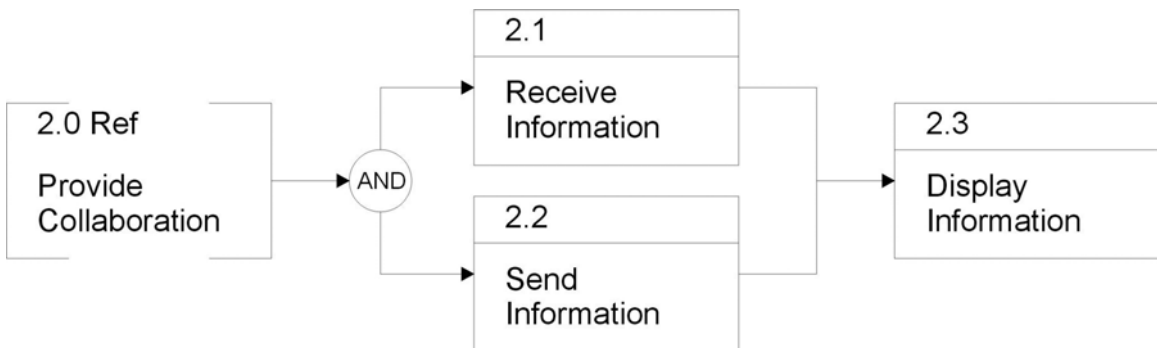 2.0 Ref
Provide
Collaboration
AND
2.1
Receive
Information
2.2
Send
Information
2.3
Display
Information